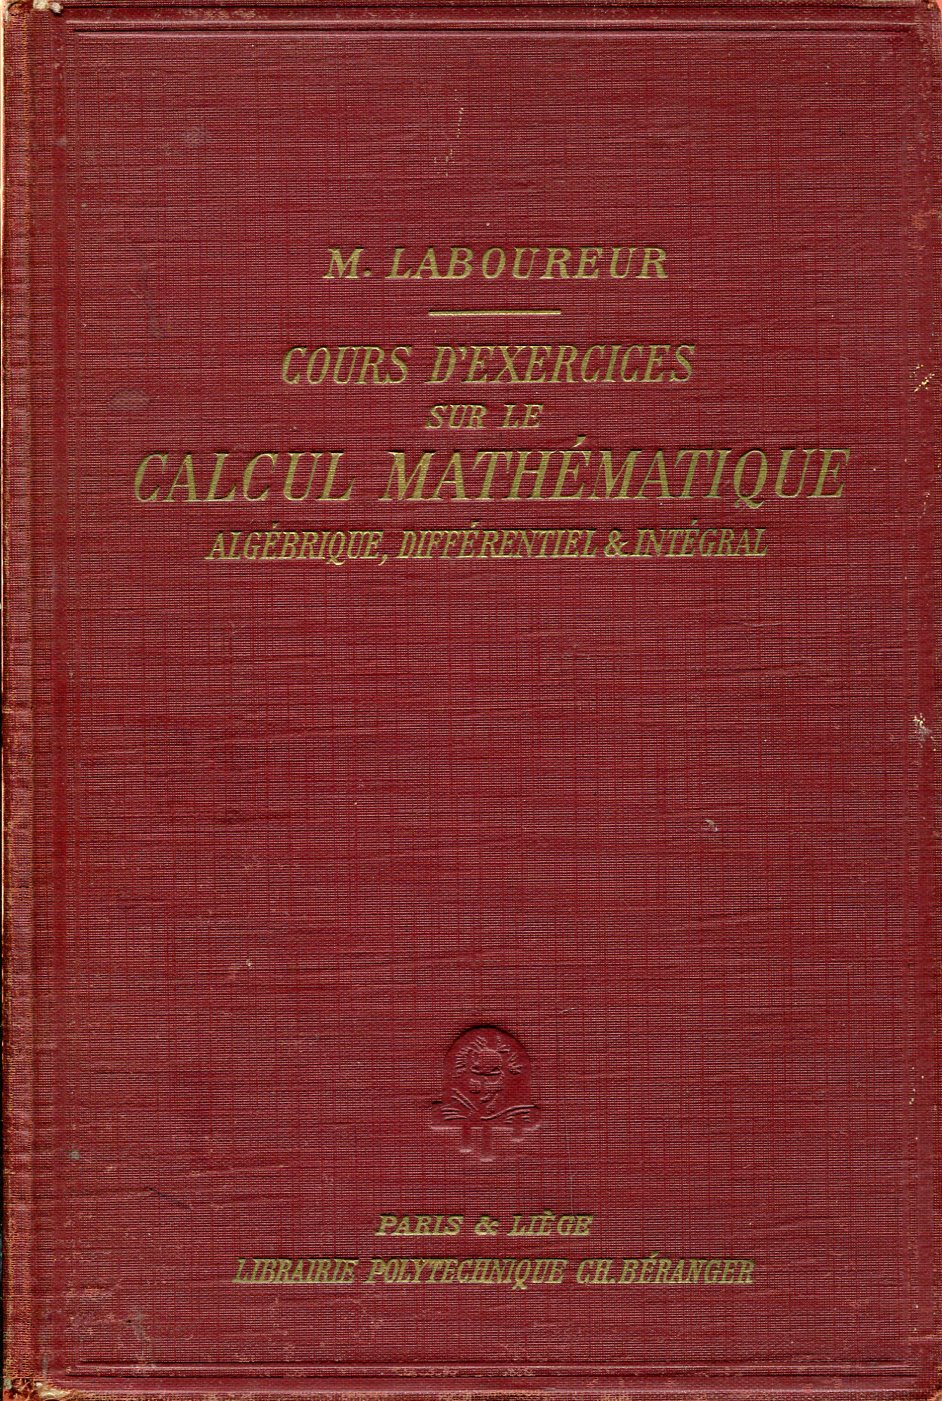 M. LABOUREUR
COURS D'EXERCICES
SUR LE
CALCUL MATHÉMATIQUE
ALGÉBRIQUE, DIFFÉRENTIEL & INTÉGRAL
PARIS & LIÈGE
LIBRAIRIE POLYTECHNIQUE CH. BÉRANGER